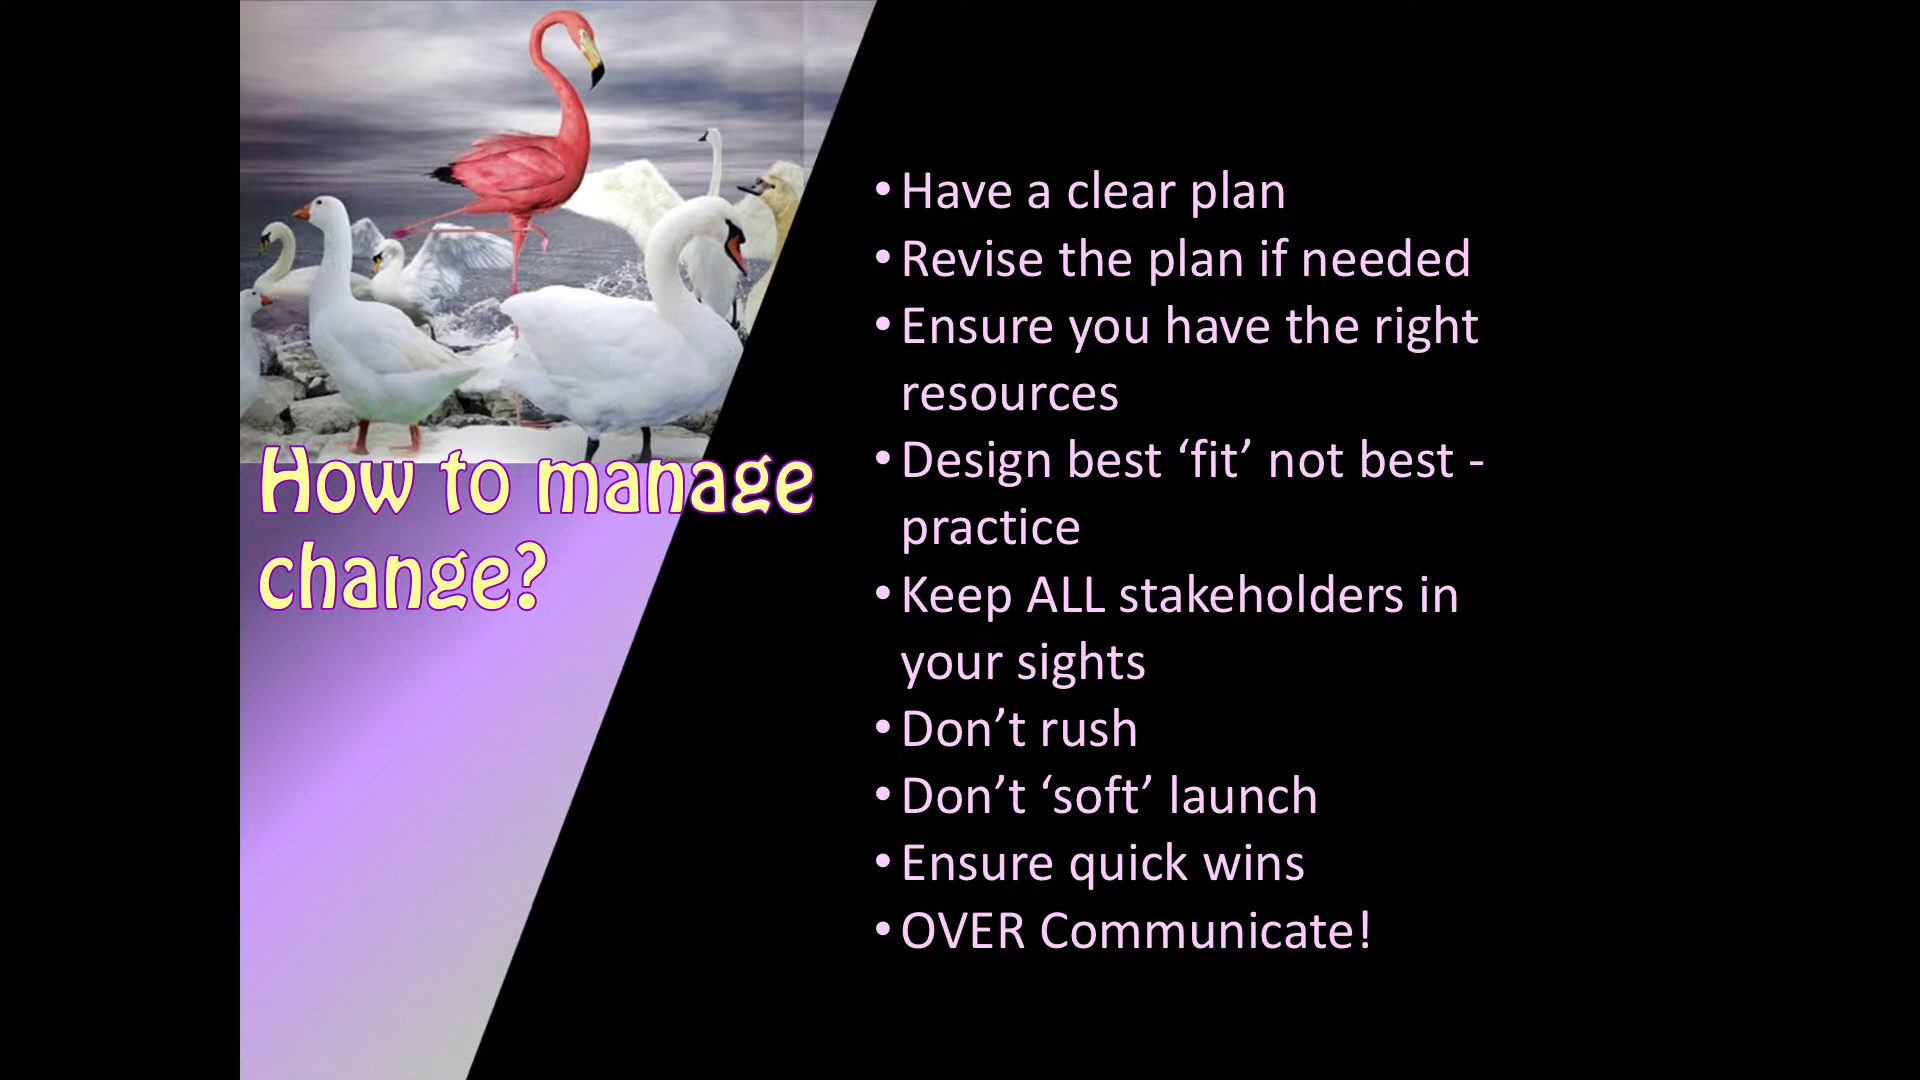 How to manage
change?
• Have a clear plan
• Revise the plan if needed
• Ensure you have the right
resources
• Design best ‘fit’ not best -
practice
• Keep ALL stakeholders in
your sights
• Don’t rush
• Don’t ‘soft’ launch
• Ensure quick wins
• OVER Communicate!